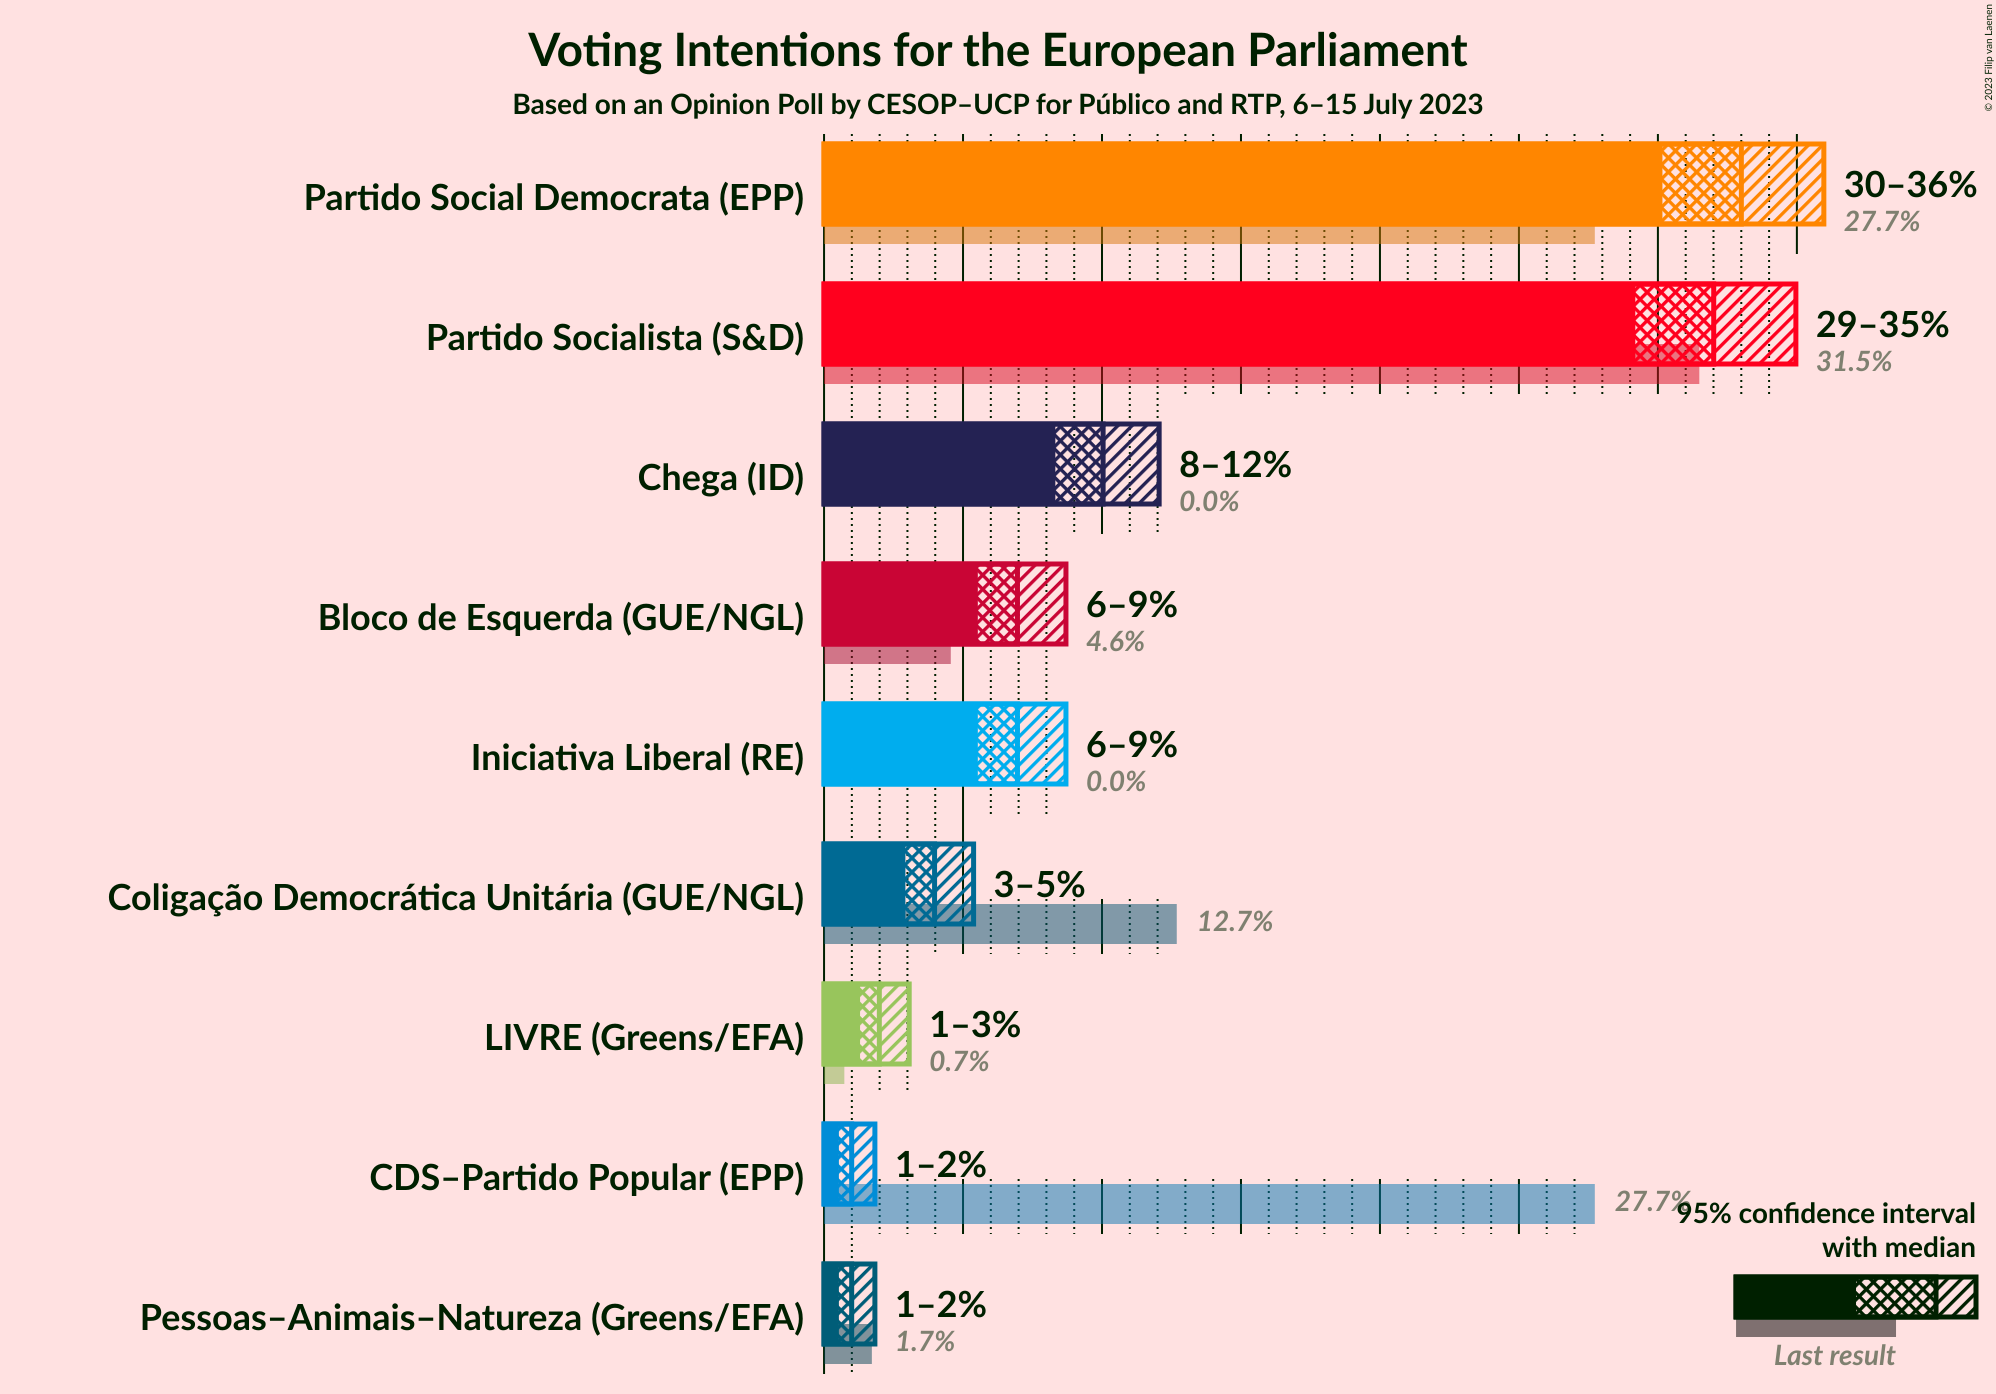 Voting Intentions for the European Parliament
Based on an Opinion Poll by CESOP–UCP for Público and RTP, 6–15 July 2023
© 2023 Filip van Laenen
Partido Social Democrata (EPP)
30–36%
27.7%
Partido Socialista (S&D)
29–35%
31.5%
Chega (ID)
8–12%
0.0%
Bloco de Esquerda (GUE/NGL)
6–9%
4.6%
Iniciativa Liberal (RE)
6–9%
0.0%
Coligação Democrática Unitária (GUE/NGL)
3–5%
12.7%
LIVRE (Greens/EFA)
1–3%
0.7%
CDS–Partido Popular (EPP)
1–2%
27.7%
Pessoas–Animais–Natureza (Greens/EFA)
1–2%
1.7%
95% confidence interval
with median
Last result